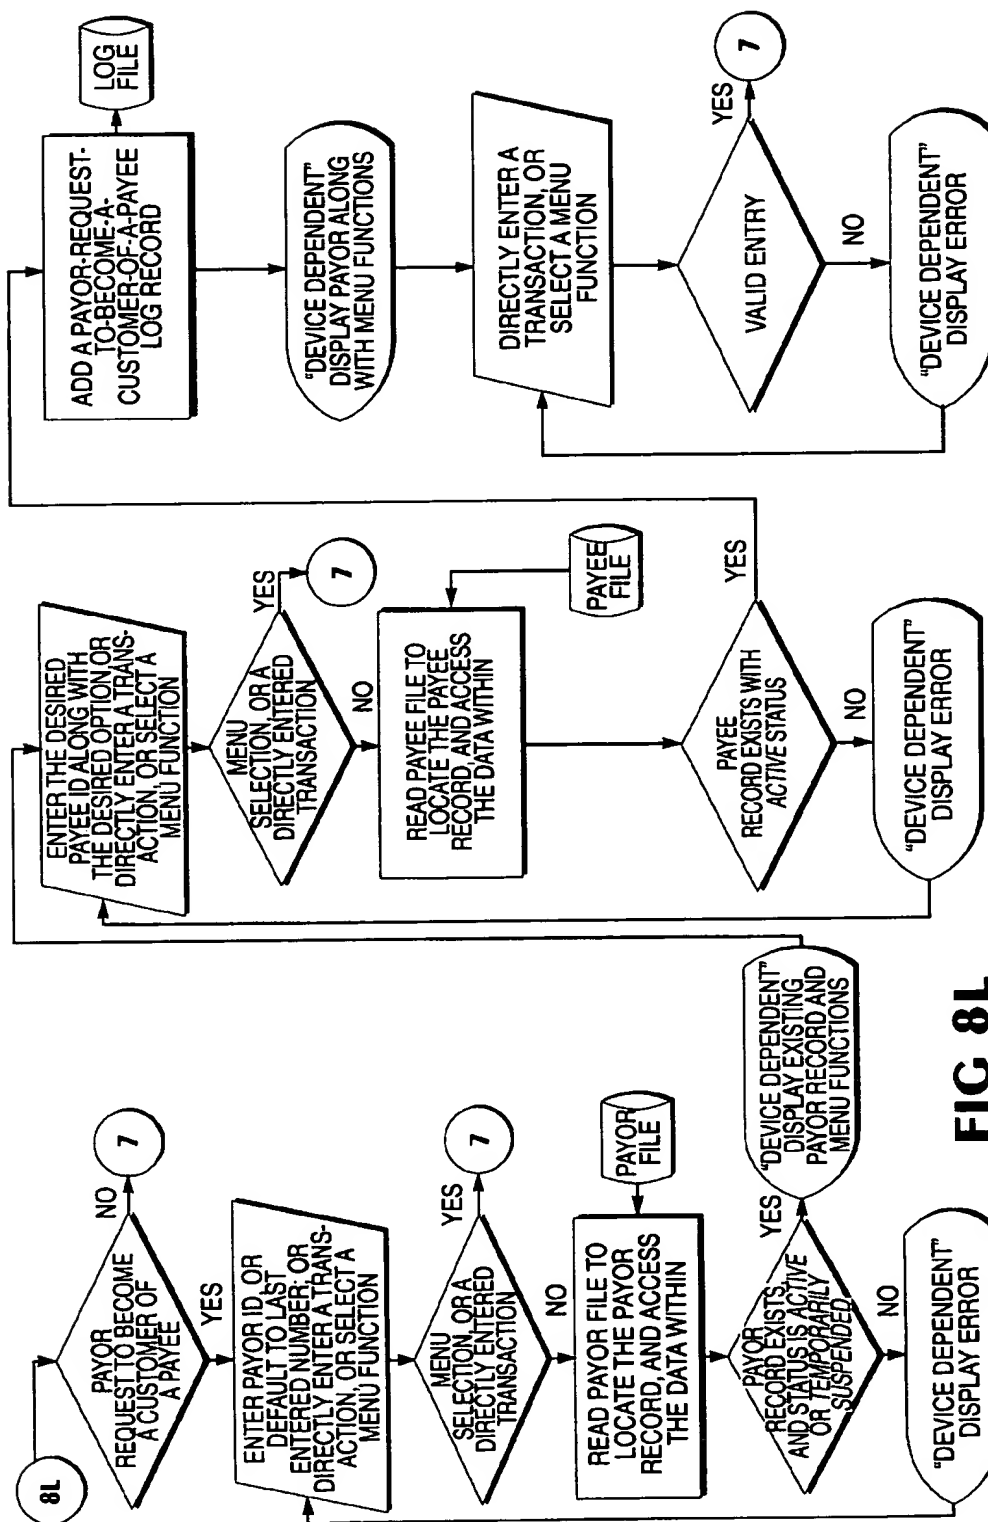 8L
PAYOR
REQUEST TO BECOME
A CUSTOMER OF
A PAYEE
NO
7
YES
ENTER PAYOR ID, OR
DEFAULT TO LAST
ENTERED NUMBER; OR
DIRECTLY ENTER A TRANS-
ACTION, OR SELECT A
MENU FUNCTION
MENU
SELECTION, OR A
DIRECTLY ENTERED
TRANSACTION
YES
7
NO
READ PAYOR FILE TO
LOCATE THE PAYOR
RECORD, AND ACCESS
THE DATA WITHIN
PAYOR
FILE
PAYOR
RECORD EXISTS,
AND STATUS IS ACTIVE
OR TEMPORARILY
SUSPENDED
YES
"DEVICE DEPENDENT"
DISPLAY EXISTING
PAYOR RECORD AND
MENU FUNCTIONS
NO
"DEVICE DEPENDENT"
DISPLAY ERROR
ENTER THE DESIRED
PAYEE ID ALONG WITH
THE DESIRED OPTION OR
DIRECTLY ENTER A TRANS-
ACTION, OR SELECT A
MENU FUNCTION
MENU
SELECTION, OR A
DIRECTLY ENTERED
TRANSACTION
YES
7
NO
READ PAYEE FILE TO
LOCATE THE PAYEE
RECORD, AND ACCESS
THE DATA WITHIN
PAYEE
FILE
PAYEE
RECORD EXISTS WITH
ACTIVE STATUS
YES
NO
"DEVICE DEPENDENT"
DISPLAY ERROR
ADD A PAYOR-REQUEST-
TO-BECOME-A-
CUSTOMER-OF-A-PAYEE
LOG RECORD
LOG
FILE
"DEVICE DEPENDENT"
DISPLAY PAYOR ALONG
WITH MENU FUNCTIONS
DIRECTLY ENTER A
TRANSACTION, OR
SELECT A MENU
FUNCTION
VALID ENTRY
YES
7
NO
"DEVICE DEPENDENT"
DISPLAY ERROR
FIG 8L